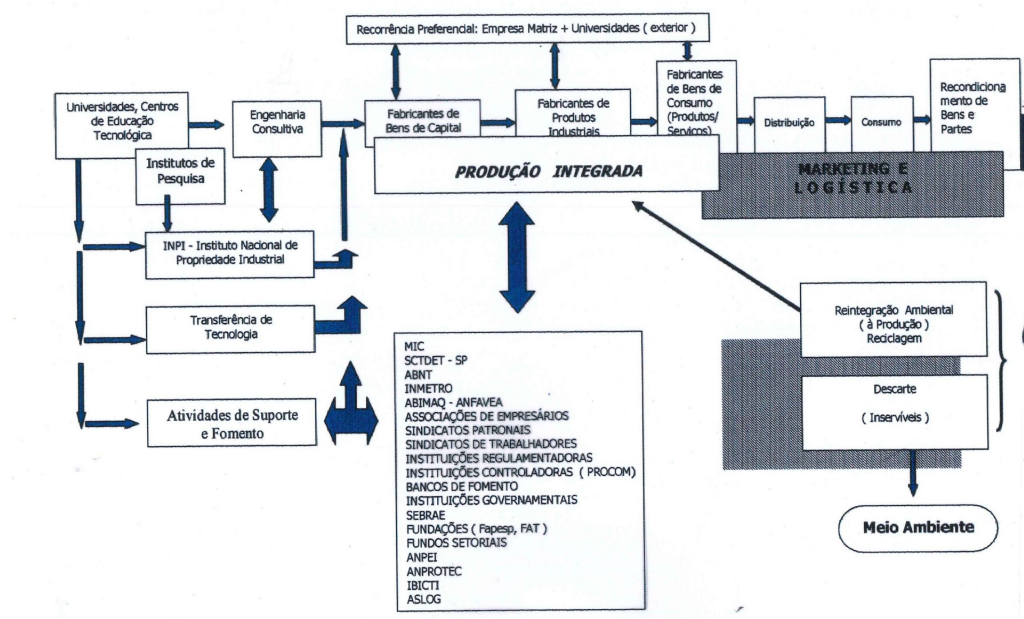 Recorrência Preferencial: Empresa Matriz + Universidades ( exterior )
Universidades, Centros
de Educação
Tecnológica
Institutos de
Pesquisa
Engenharia
Consultiva
Fabricantes de
Bens de Capital
Fabricantes de
Produtos
Industriais
Fabricantes
de Bens de
Consumo
(Produtos/
Serviços)
Distribuição
Consumo
Recondiciona
mento de
Bens e
Partes
PRODUÇÃO INTEGRADA
MARKETING E
LOGÍSTICA
INPI - Instituto Nacional de
Propriedade Industrial
Transferência de
Tecnologia
Atividades de Suporte
e Fomento
MIC
SCTDET - SP
ABNT
INMETRO
ABIMAQ - ANFAVEA
ASSOCIAÇÕES DE EMPRESÁRIOS
SINDICATOS PATRONAIS
SINDICATOS DE TRABALHADORES
INSTITUIÇÕES REGULAMENTADORAS
INSTITUIÇÕES CONTROLADORAS ( PROCOM)
BANCOS DE FOMENTO
INSTITUIÇÕES GOVERNAMENTAIS
SEBRAE
FUNDAÇÕES ( Fapesp, FAT )
FUNDOS SETORIAIS
ANPEI
ANPROTEC
IBICTI
ASLOG
Reintegração Ambiental
( à Produção )
Reciclagem
Descarte
( Inservíveis )
Meio Ambiente